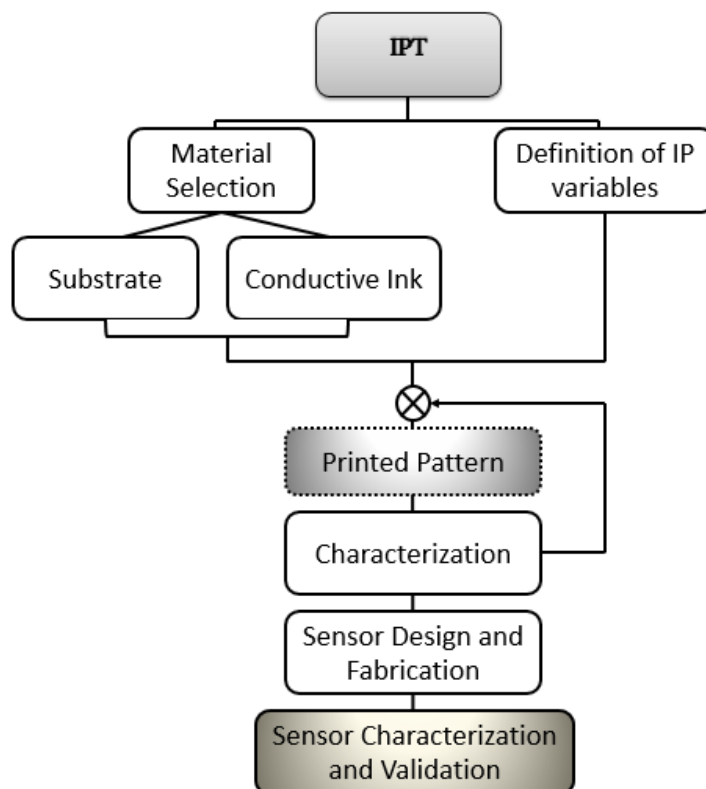 IPT
Material
Selection
Definition of IP
variables
Substrate
Conductive Ink
Printed Pattern
Characterization
Sensor Design and
Fabrication
Sensor Characterization
and Validation